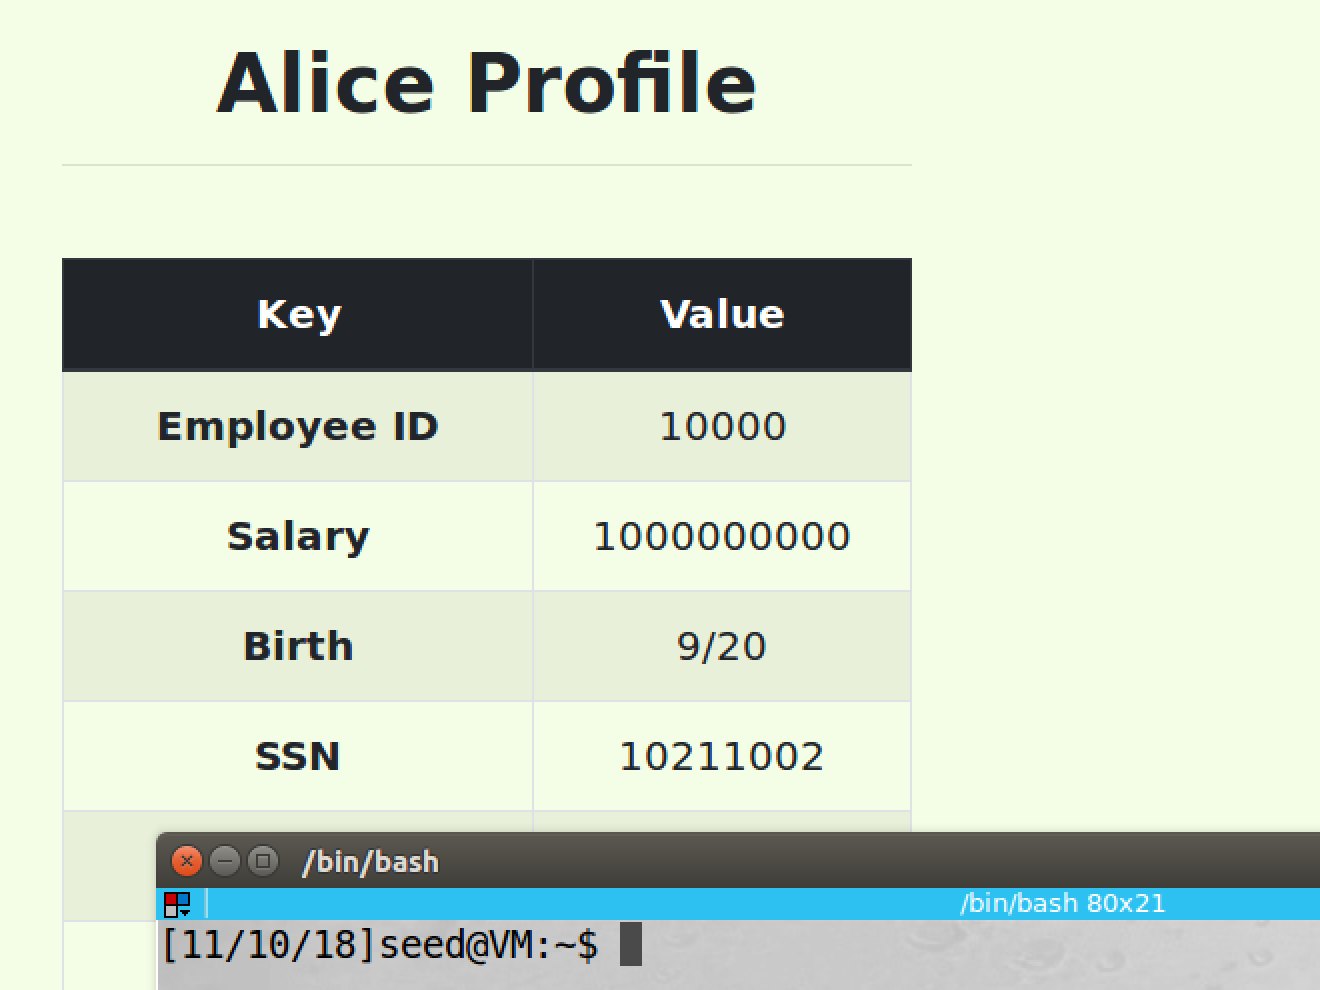 Alice Profile
Key Value
Employee ID 10000
Salary 1000000000
Birth 9/20
SSN 10211002
/bin/bash
/bin/bash 80x21
[11/10/18]seed@VM:~$